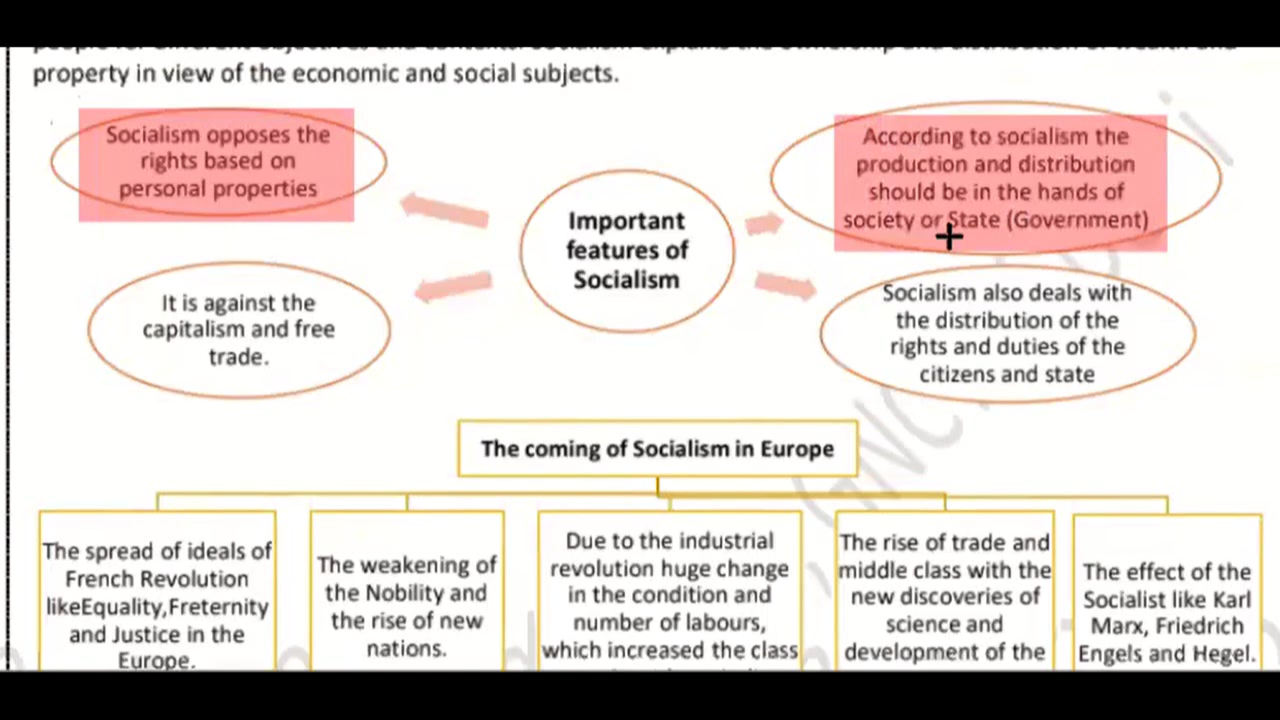 property in view of the economic and social subjects.
Socialism opposes the
rights based on
personal properties
According to socialism the
production and distribution
should be in the hands of
society or State (Government)
Important
features of
Socialism
It is against the
capitalism and free
trade.
Socialism also deals with
the distribution of the
rights and duties of the
citizens and state
The coming of Socialism in Europe
The spread of ideals of
French Revolution
likeEquality,Freternity
and Justice in the
Europe.
The weakening of
the Nobility and
the rise of new
nations.
Due to the industrial
revolution huge change
in the condition and
number of labours,
which increased the class
The rise of trade and
middle class with the
new discoveries of
science and
development of the
The effect of the
Socialist like Karl
Marx, Friedrich
Engels and Hegel.